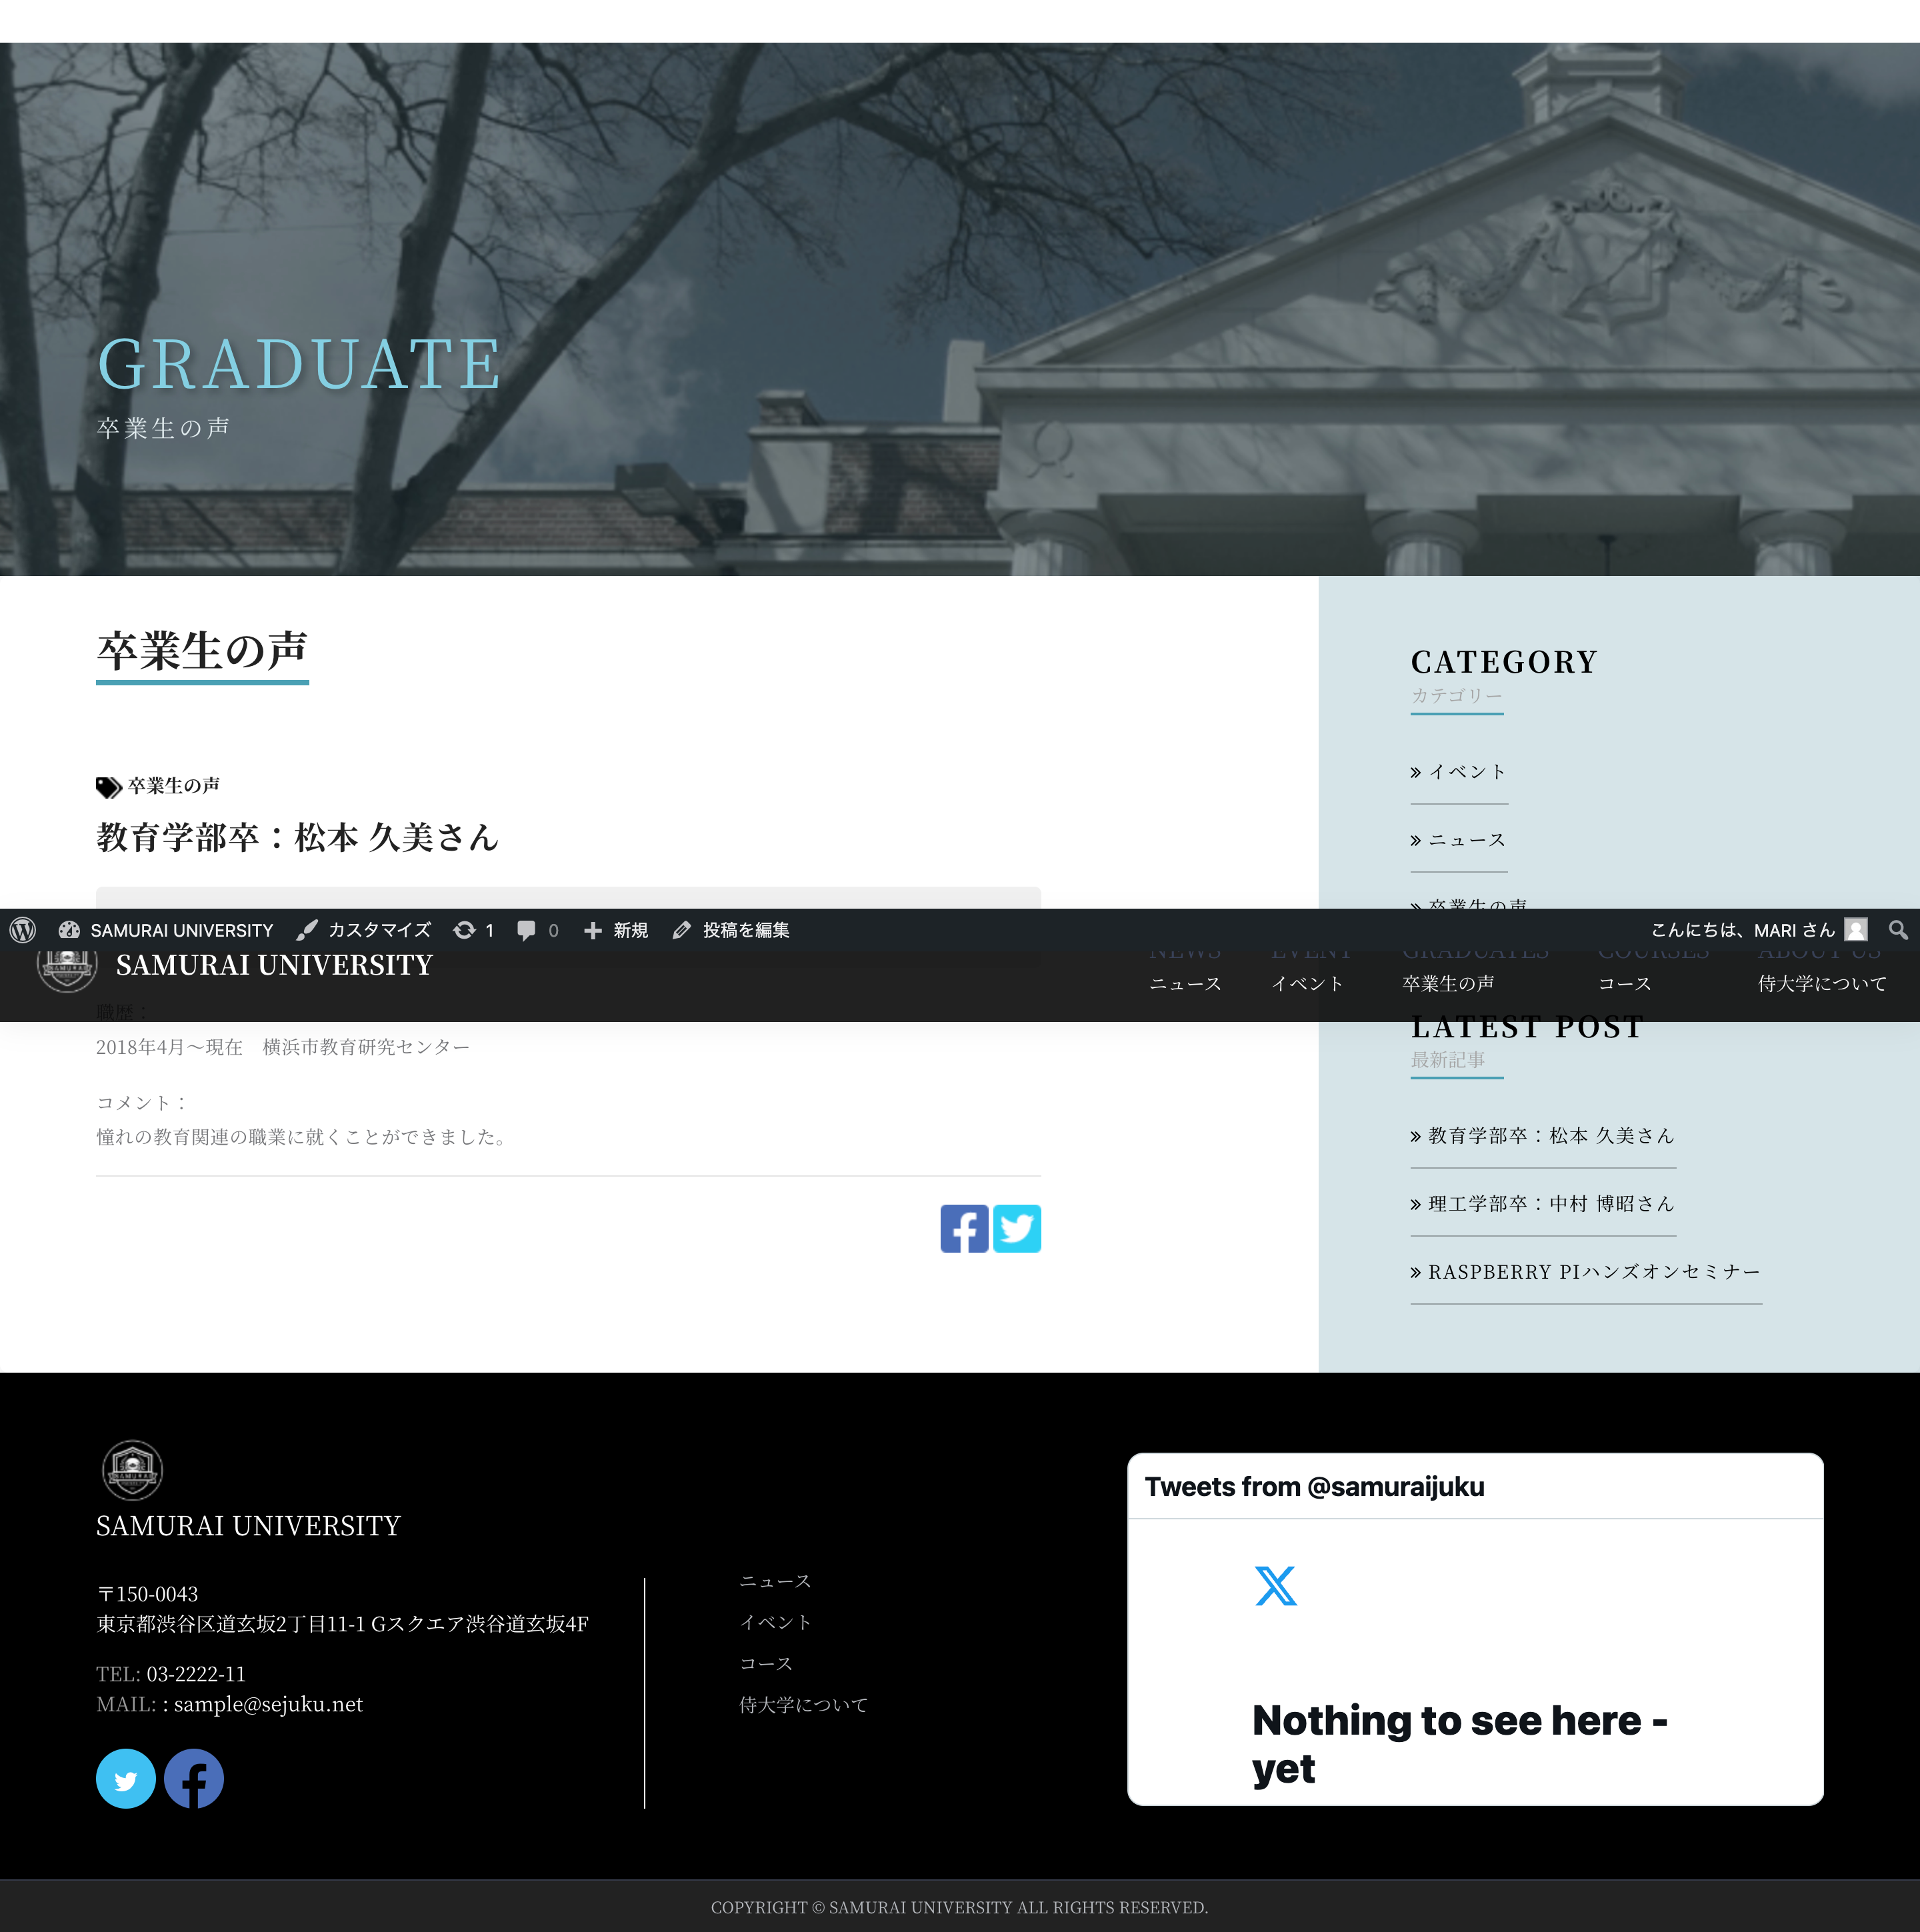 GRADUATE
卒業生の声
卒業生の声
卒業生の声
教育学部卒：松本 久美さん
CATEGORY
カテゴリー
イベント
ニュース
卒業生の声
SAMURAI UNIVERSITY カスタマイズ 1 0 新規 投稿を編集 こんにちは、MARI さん
SAMURAI UNIVERSITY
NEWS EVENT GRADUATES COURSES ABOUT US
ニュース イベント 卒業生の声 コース 侍大学について
職歴：
2018年4月～現在　横浜市教育研究センター
コメント：
憧れの教育関連の職業に就くことができました。
LATEST POST
最新記事
教育学部卒：松本 久美さん
理工学部卒：中村 博昭さん
RASPBERRY PIハンズオンセミナー
SAMURAI
SAMURAI UNIVERSITY
〒150-0043
東京都渋谷区道玄坂2丁目11-1 Gスクエア渋谷道玄坂4F
TEL: 03-2222-11
MAIL: : sample@sejuku.net
ニュース
イベント
コース
侍大学について
Tweets from @samuraijuku
Nothing to see here -
yet
COPYRIGHT © SAMURAI UNIVERSITY ALL RIGHTS RESERVED.